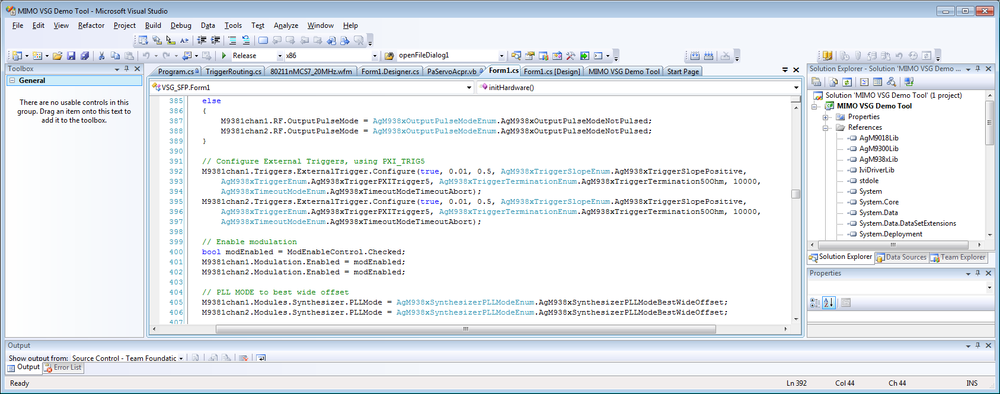 MIMO VSG Demo Tool - Microsoft Visual Studio
File Edit View Refactor Project Build Debug Data Tools Test Analyze Window Help
Release x86 openFileDialog1
Toolbox
General
There are no usable controls in this
group. Drag an item onto this text to
add it to the toolbox.
Program.cs TriggerRouting.cs 80211nMCS7_20MHz.wfm Form1.Designer.cs PaServoAcpr.vb Form1.cs Form1.cs [Design] MIMO VSG Demo Tool Start Page
VSG_SFP.Form1 initHardware()
385 else
386 {
387 M9381chan1.RF.OutputPulseMode = AgM938xOutputPulseModeEnum.AgM938xOutputPulseModeNotPulsed;
388 M9381chan2.RF.OutputPulseMode = AgM938xOutputPulseModeEnum.AgM938xOutputPulseModeNotPulsed;
389 }
390
391 // Configure External Triggers, using PXI_TRIG5
392 M9381chan1.Triggers.ExternalTrigger.Configure(true, 0.01, 0.5, AgM938xTriggerSlopeEnum.AgM938xTriggerSlopePositive,
393 AgM938xTriggerEnum.AgM938xTriggerPXITrigger5, AgM938xTriggerTerminationEnum.AgM938xTriggerTermination50Ohm, 10000,
394 AgM938xTimeoutModeEnum.AgM938xTimeoutModeTimeoutAbort);
395 M9381chan2.Triggers.ExternalTrigger.Configure(true, 0.01, 0.5, AgM938xTriggerSlopeEnum.AgM938xTriggerSlopePositive,
396 AgM938xTriggerEnum.AgM938xTriggerPXITrigger5, AgM938xTriggerTerminationEnum.AgM938xTriggerTermination50Ohm, 10000,
397 AgM938xTimeoutModeEnum.AgM938xTimeoutModeTimeoutAbort);
398
399 // Enable modulation
400 bool modEnabled = ModEnableControl.Checked;
401 M9381chan1.Modulation.Enabled = modEnabled;
402 M9381chan2.Modulation.Enabled = modEnabled;
403
404 // PLL MODE to best wide offset
405 M9381chan1.Modules.Synthesizer.PLLMode = AgM938xSynthesizerPLLModeEnum.AgM938xSynthesizerPLLModeBestWideOffset;
406 M9381chan2.Modules.Synthesizer.PLLMode = AgM938xSynthesizerPLLModeEnum.AgM938xSynthesizerPLLModeBestWideOffset;
407
Solution Explorer - Solution 'MIMO VSG Demo ...
Solution 'MIMO VSG Demo Tool' (1 project)
MIMO VSG Demo Tool
Properties
References
AgM9018Lib
AgM9300Lib
AgM938xLib
IviDriverLib
stdole
System
System.Core
System.Data
System.Data.DataSetExtensions
System.Deployment
Solution Explorer Data Sources Team Explorer
Properties
Output
Show output from: Source Control - Team Foundatic
Output Error List
Ready Ln 392 Col 44 Ch 44 INS